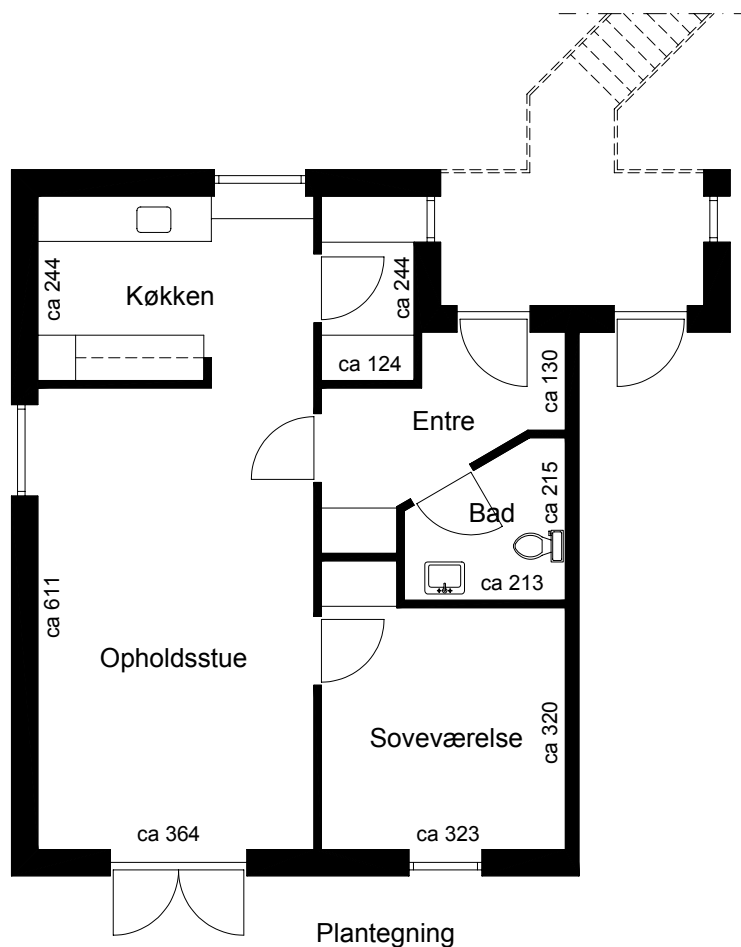 ca 244
Køkken
ca 244
ca 124
ca 130
Entre
Bad
ca 215
ca 213
ca 611
Opholdsstue
Soveværelse
ca 320
ca 364
ca 323
Plantegning